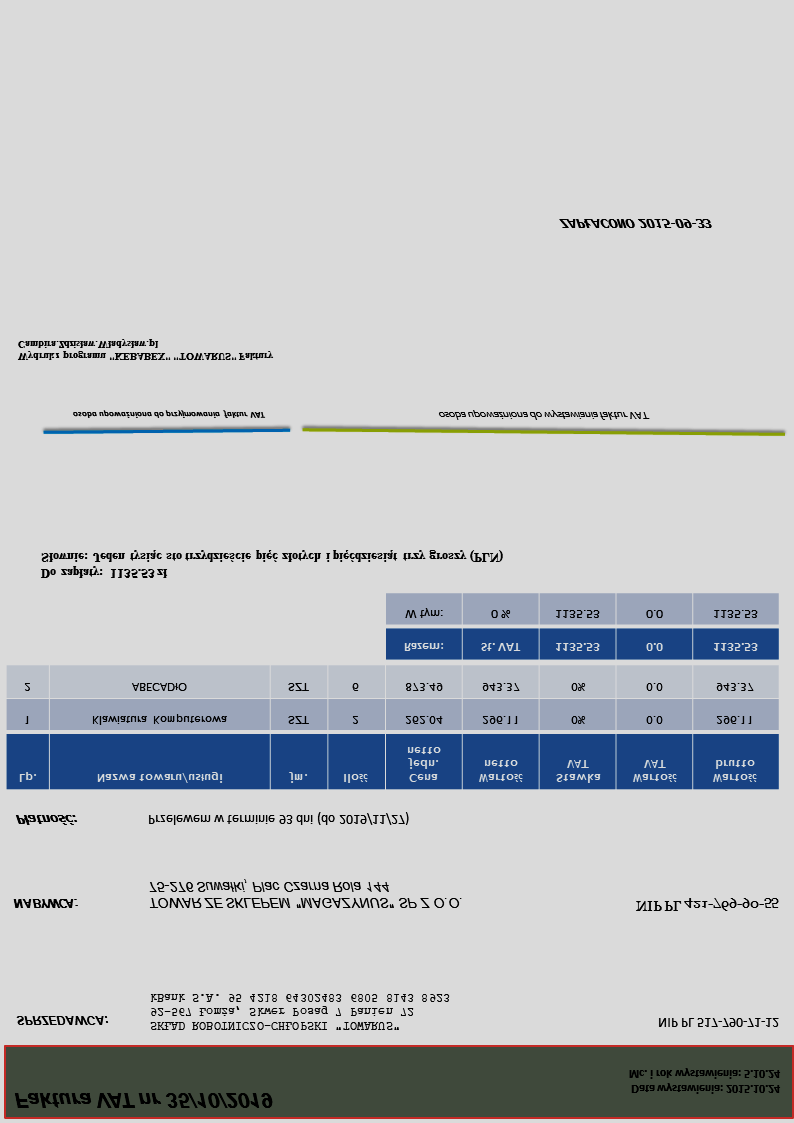 Faktura VAT nr 35/10/2019
Data wystawienia: 2015.10.24
Mc. i rok wystawienia: 5.10.24
SPRZEDAWCA:
SKŁAD ROBOTNICZO-CHŁOPSKI "TOWARUS"
92-567 Łomża, Skwer Posąg 7 Panien 72
kBank S.A. 95 4218 64302483 6805 8143 8923
NIP PL 517-790-71-12
NABYWCA:
TOWAR ZE SKLEPEM "MAGAZYNUS" SP Z O.O.
75-276 Suwałki, Plac Czarna Rola 144
NIP PL 421-769-90-55
Płatność: Przelewem w terminie 93 dni (do 2019/11/27)
Lp. Nazwa towaru/usługi jm. Ilość Cena jedn. netto Wartość netto Stawka VAT Wartość VAT Wartość brutto
1 Klawiatura Komputerowa SZT 2 262.04 296.11 0% 0.0 296.11
2 ABECADŁO SZT 6 873.49 943.37 0% 0.0 943.37
Razem: St. VAT 1135.53 0.0 1135.53
W tym: 0 % 1135.53 0.0 1135.53
Do zapłaty: 1135.53 zł
Słownie: Jeden tysiąc sto trzydzieście pięć złotych i pięćdziesiąt trzy groszy (PLN)
osoba upoważniona do przyjmowania faktur VAT
osoba upoważniona do wystawiania faktur VAT
Wydruk z programu "KEBABEX" "TOWARUS" Faktury
Cambira.Zdzisław.Władysław.pl
ZAPŁACONO 2015-09-33